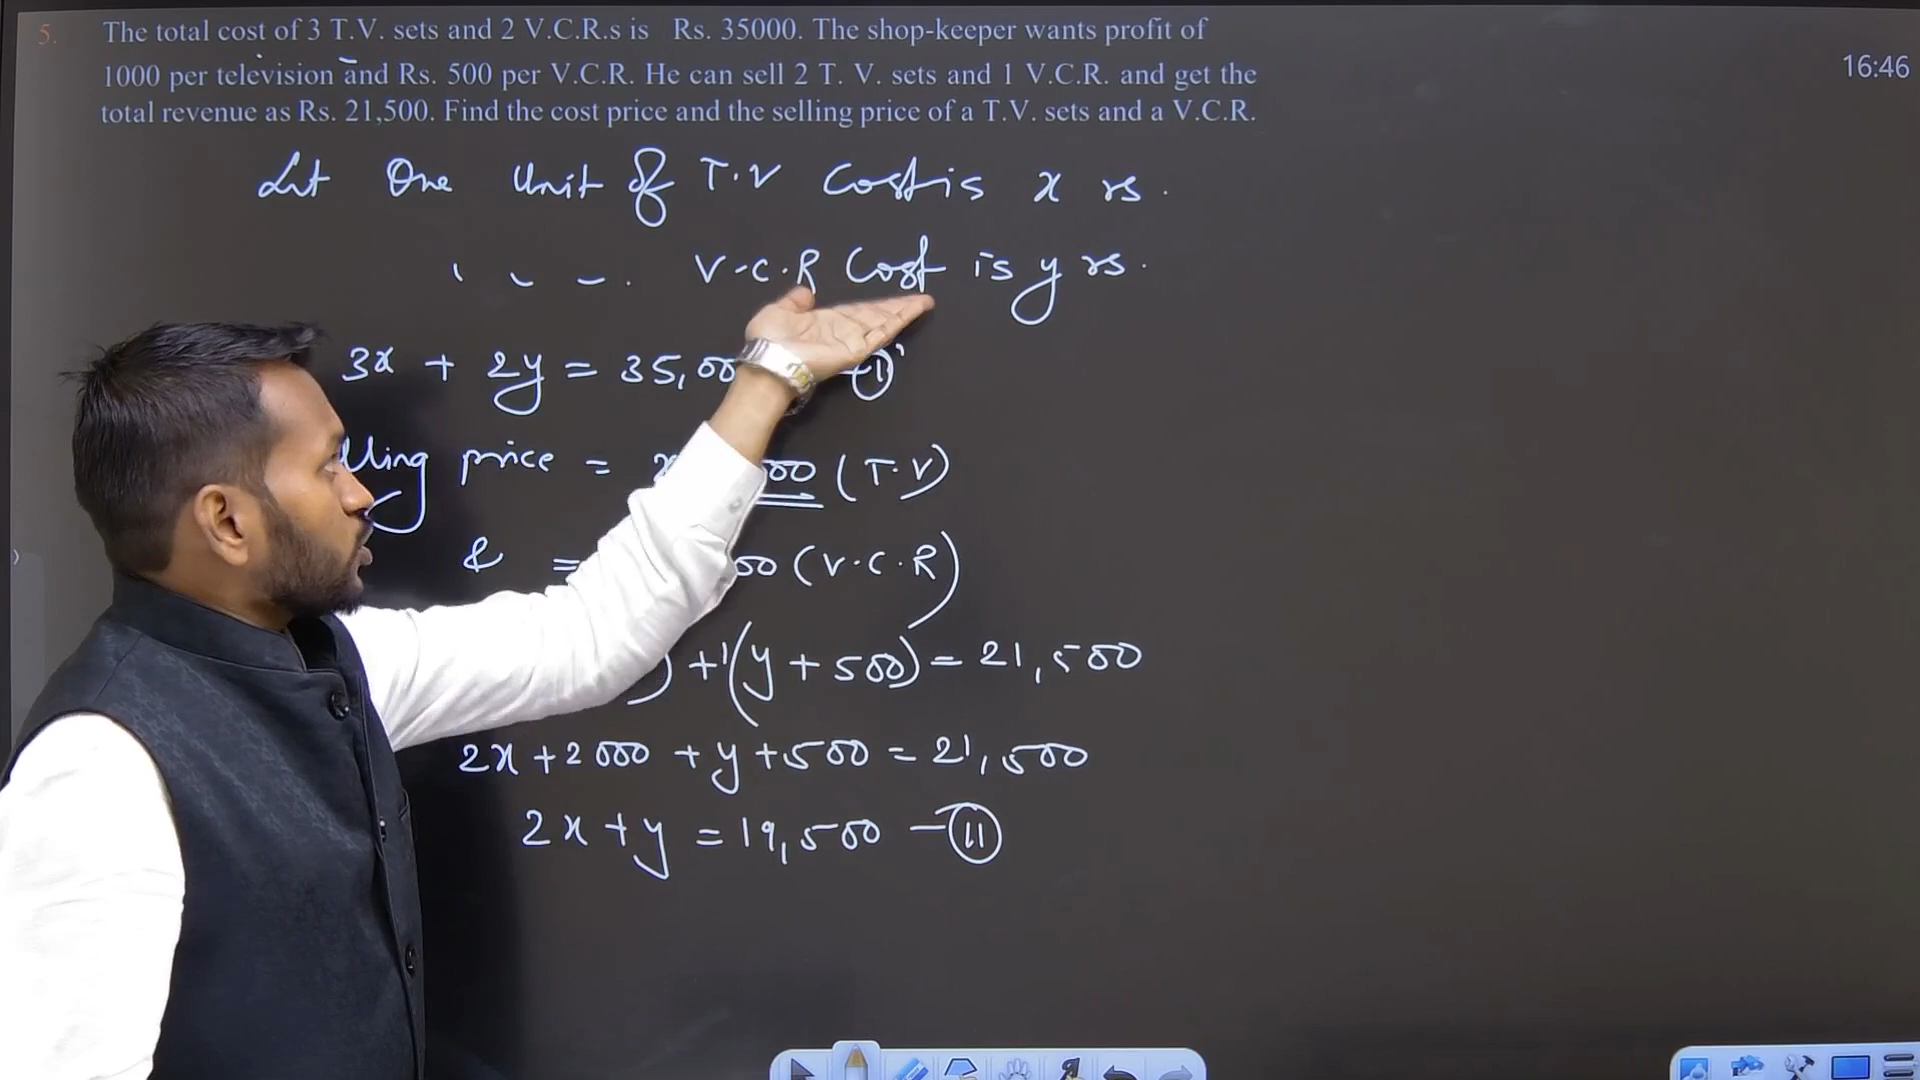 5. The total cost of 3 T.V. sets and 2 V.C.R.s is Rs. 35000. The shop-keeper wants profit of
1000 per television and Rs. 500 per V.C.R. He can sell 2 T. V. sets and 1 V.C.R. and get the
total revenue as Rs. 21,500. Find the cost price and the selling price of a T.V. sets and a V.C.R.
16:46
Let One Unit of T.V Cost is x rs.
V.C.R Cost is y rs.
3x + 2y = 35,00
lling price = 00 (T.V)
& = 00 (V.C.R)
) + 1(y + 500) = 21,500
2x + 2000 + y + 500 = 21,500
2x + y = 19,500 — (II)